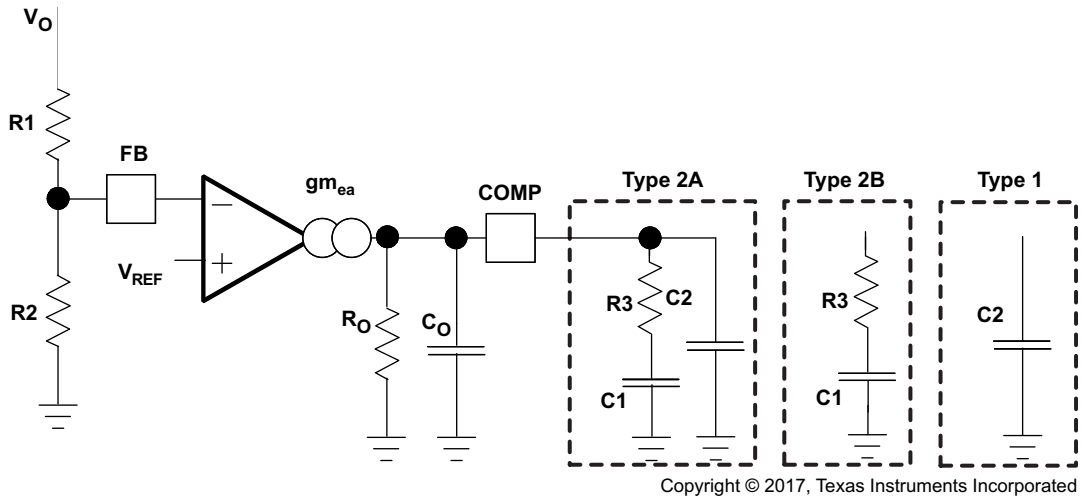 VO
R1
FB
gmea
COMP
Type 2A
Type 2B
Type 1
−
+
VREF
R2
RO
CO
R3
C2
C1
R3
C1
C2
Copyright © 2017, Texas Instruments Incorporated